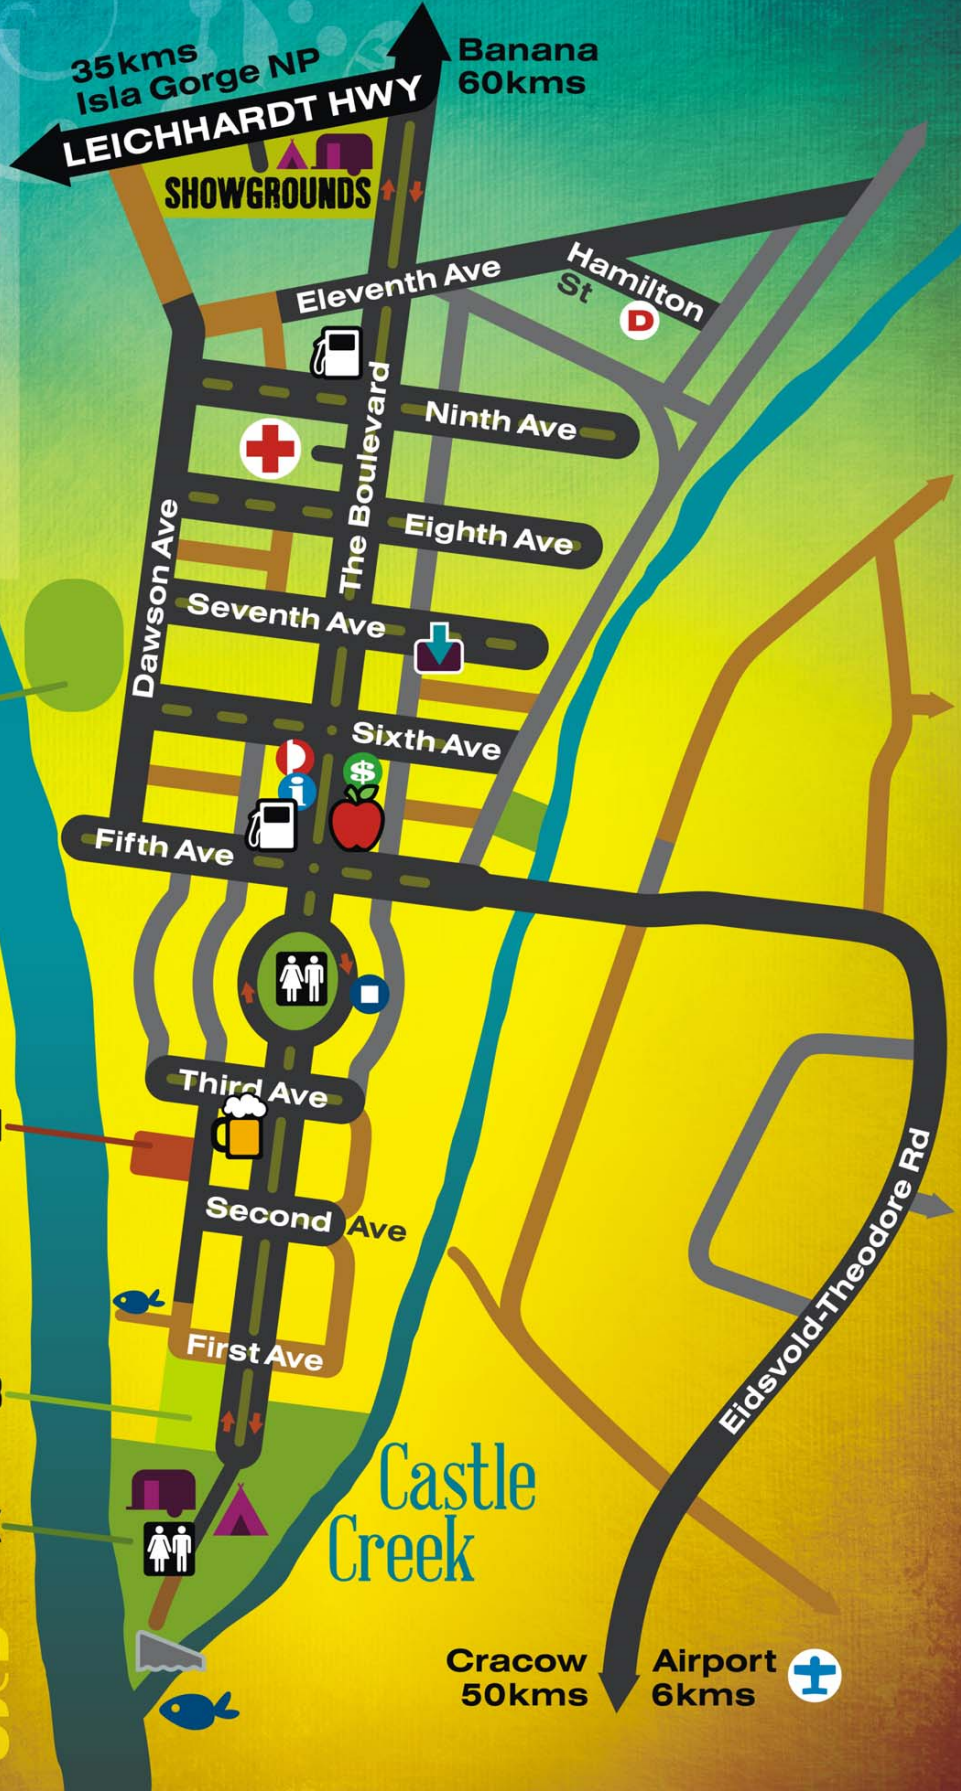 35kms
Isla Gorge NP
Banana
60kms
LEICHHARDT HWY
SHOWGROUNDS
Eleventh Ave
Hamilton
St
D
The Boulevard
Ninth Ave
Eighth Ave
Dawson Ave
Seventh Ave
Sixth Ave
$
i
Fifth Ave
Third Ave
Second Ave
First Ave
Eidsvold-Theodore Rd
Castle
Creek
Cracow
50kms
Airport
6kms